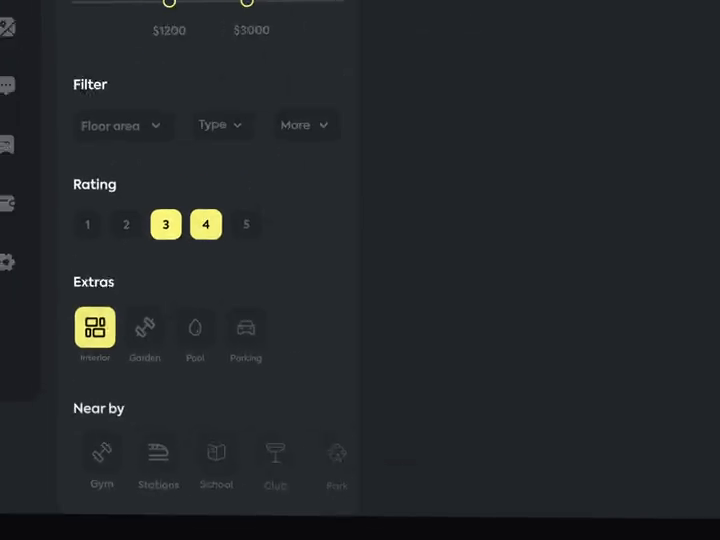 $1200 $3000
Filter
Floor area Type More
Rating
1 2 3 4 5
Extras
Interior Garden Pool Parking
Near by
Gym Stations School Club Park